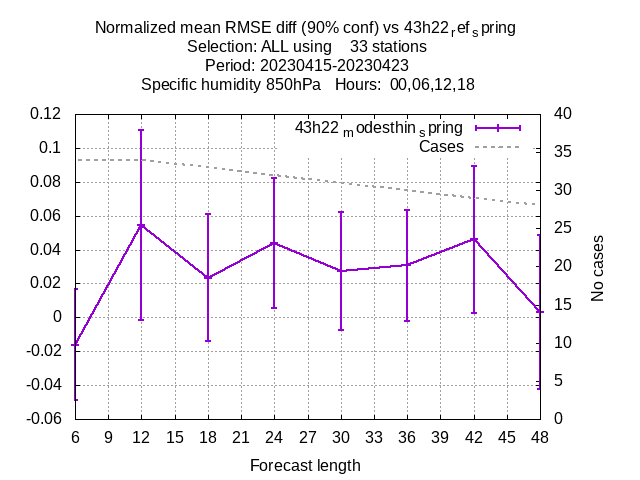 Normalized mean RMSE diff (90% conf) vs 43h22refspring
Selection: ALL using 33 stations
Period: 20230415-20230423
Specific humidity 850hPa Hours: 00,06,12,18
43h22modesthinspring
Cases
0.12
0.1
0.08
0.06
0.04
0.02
0
-0.02
-0.04
-0.06
40
35
30
25
20
15
10
5
0
No cases
6 9 12 15 18 21 24 27 30 33 36 39 42 45 48
Forecast length